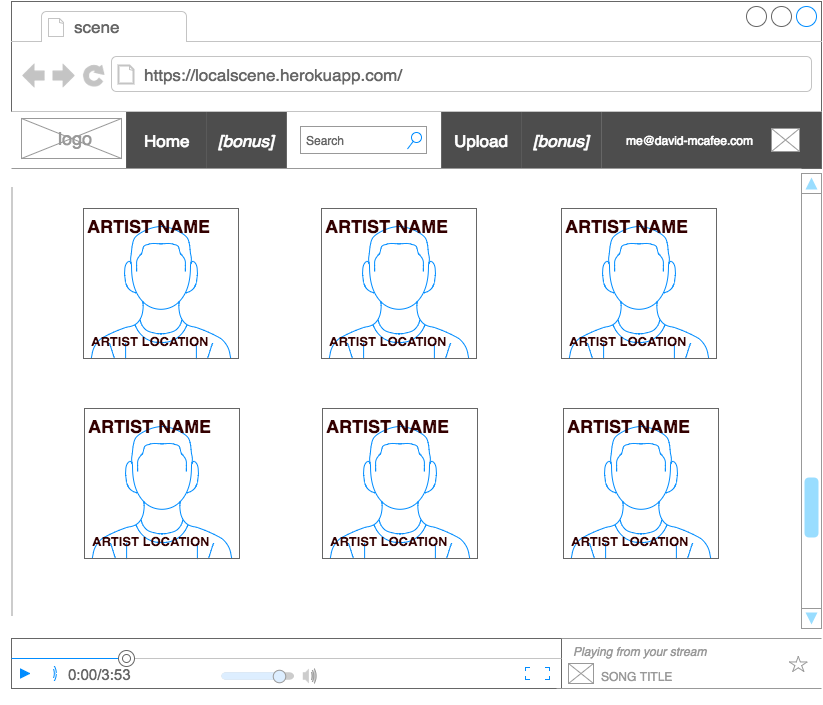 scene
https://localscene.herokuapp.com/
logo
Home
[bonus]
Search
Upload
[bonus]
me@david-mcafee.com
ARTIST NAME
ARTIST LOCATION
ARTIST NAME
ARTIST LOCATION
ARTIST NAME
ARTIST LOCATION
ARTIST NAME
ARTIST LOCATION
ARTIST NAME
ARTIST LOCATION
ARTIST NAME
ARTIST LOCATION
0:00/3:53
Playing from your stream
SONG TITLE